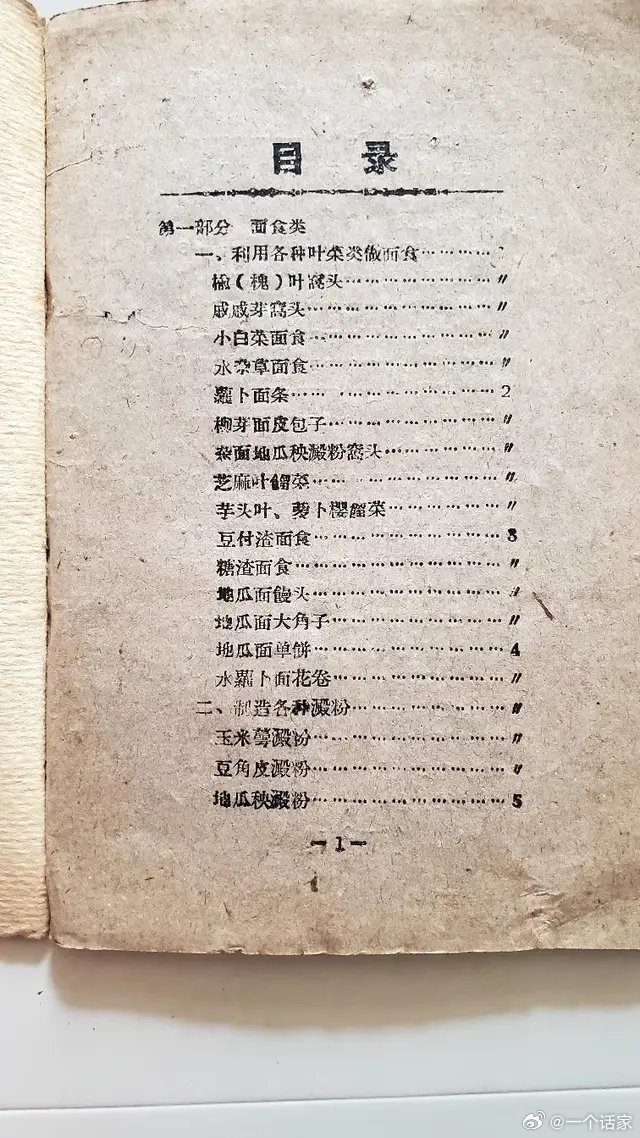 目 录
第一部分 面食类
一、利用各种叶菜类做面食………………
榆(槐)叶窝头……………………〃
戚戚芽窝头……………………〃
小白菜面食……………………〃
水杂草面食……………………〃
蘿卜面条……………………2
柳芽面皮包子……………………〃
杂面地瓜秧澱粉窝头……………………〃
芝麻叶餾菜……………………〃
芋头叶、蘿卜樱餾菜……………………〃
豆付渣面食……………………3
糖渣面食……………………〃
地瓜面饅头……………………〃
地瓜面大角子……………………〃
地瓜面单餅……………………4
水蘿卜面花卷……………………〃
二、制造各种澱粉……………………〃
玉米萼澱粉……………………〃
豆角皮澱粉……………………〃
地瓜秧澱粉……………………5
—1—
@一个话家